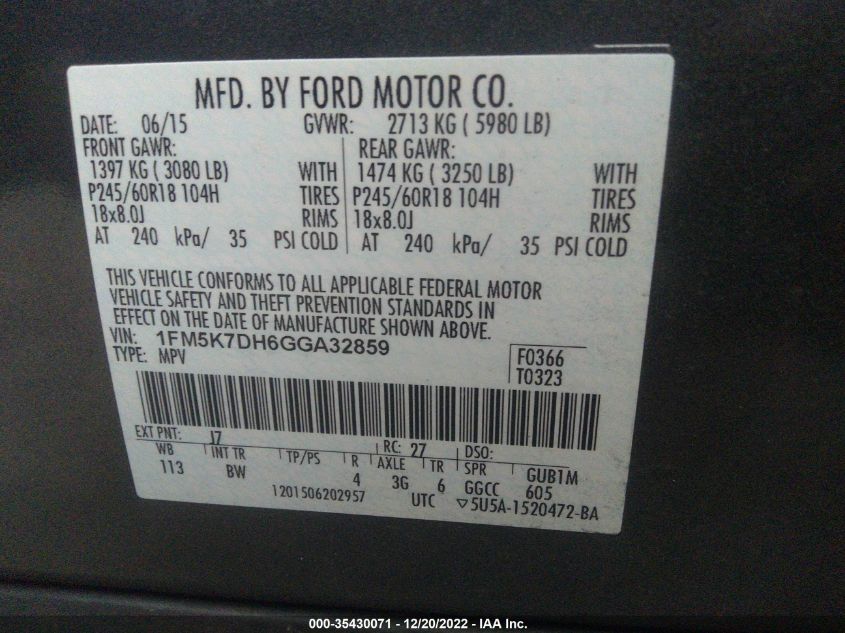 MFD. BY FORD MOTOR CO.
DATE: 06/15 GVWR: 2713 KG ( 5980 LB)
FRONT GAWR: REAR GAWR:
1397 KG ( 3080 LB) WITH 1474 KG ( 3250 LB) WITH
P245/60R18 104H TIRES P245/60R18 104H TIRES
18x8.0J RIMS 18x8.0J RIMS
AT 240 kPa/ 35 PSI COLD AT 240 kPa/ 35 PSI COLD
THIS VEHICLE CONFORMS TO ALL APPLICABLE FEDERAL MOTOR
VEHICLE SAFETY AND THEFT PREVENTION STANDARDS IN
EFFECT ON THE DATE OF MANUFACTURE SHOWN ABOVE.
VIN: 1FM5K7DH6GGA32859
TYPE: MPV
F0366
T0323
EXT PNT: J7 RC: 27 DSO:
WB INT TR TP/PS R AXLE TR SPR GUB1M
113 BW 4 3G 6 GGCC 605
1201506202957 UTC ▽5U5A-1520472-BA
000-35430071 - 12/20/2022 - IAA Inc.